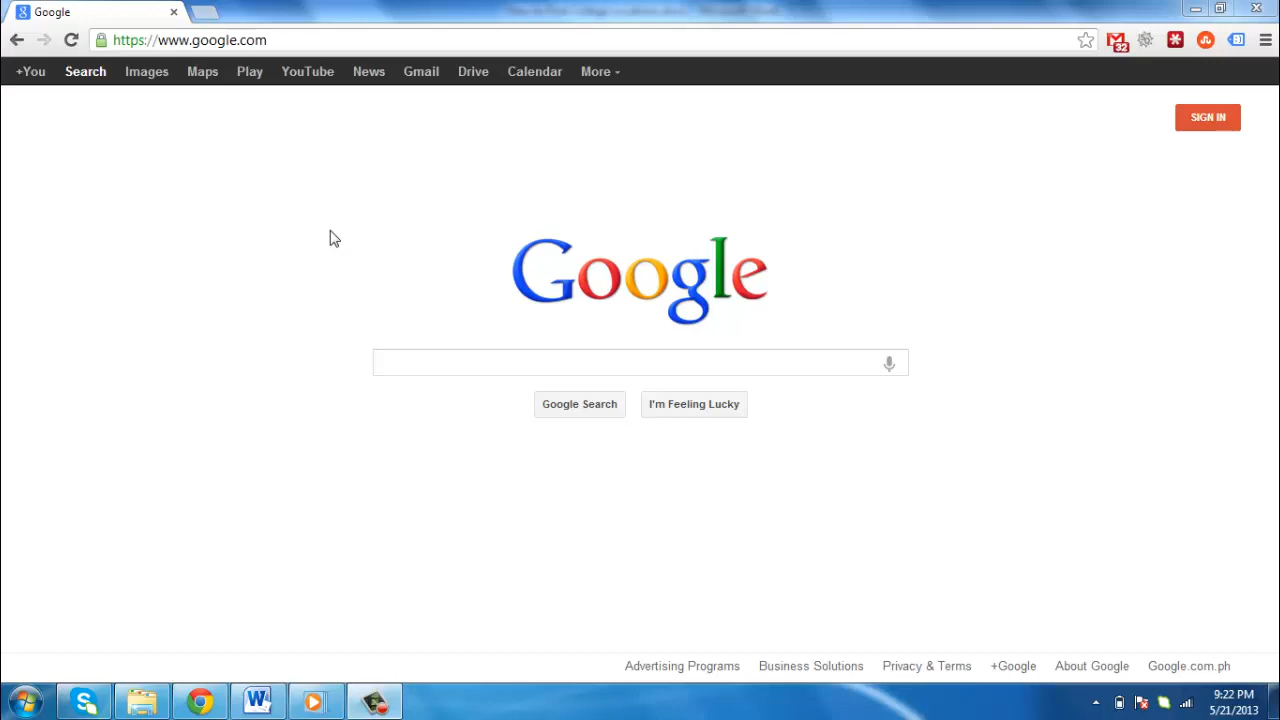 Google
https://www.google.com
32
+You Search Images Maps Play YouTube News Gmail Drive Calendar More
SIGN IN
Google
Google Search I'm Feeling Lucky
Advertising Programs Business Solutions Privacy & Terms +Google About Google Google.com.ph
9:22 PM
5/21/2013